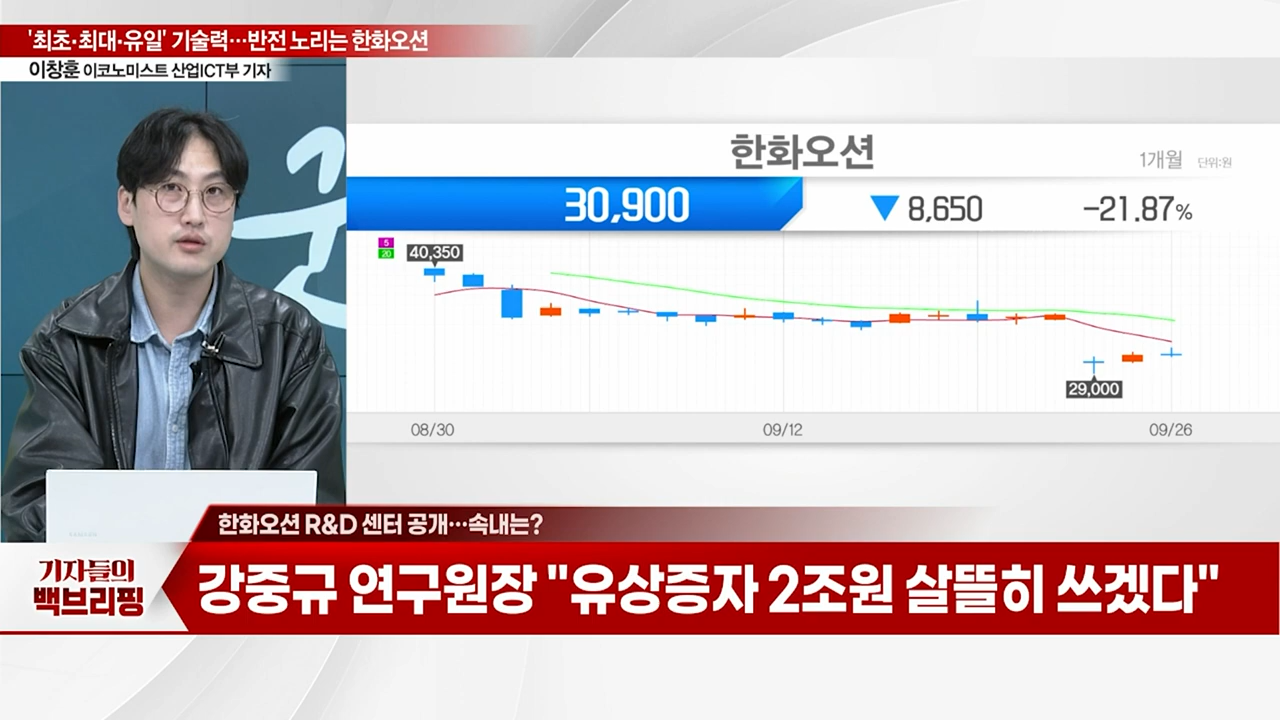 '최초·최대·유일' 기술력…반전 노리는 한화오션
이창훈 이코노미스트 산업ICT부 기자
한화오션
1개월 단위:원
30,900 ▼ 8,650 -21.87%
5
20
40,350
29,000
08/30 09/12 09/26
한화오션 R&D 센터 공개…속내는?
기자들의
백브리핑
강중규 연구원장 "유상증자 2조원 살뜰히 쓰겠다"